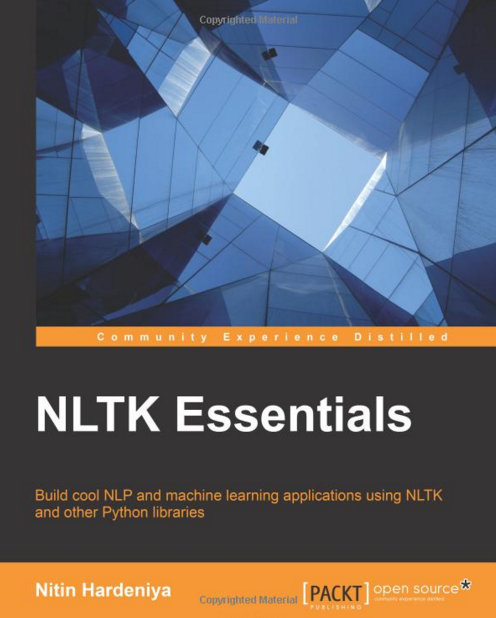 Copyrighted Material
Community Experience Distilled
NLTK Essentials
Build cool NLP and machine learning applications using NLTK
and other Python libraries
Nitin Hardeniya
Copyrighted Material
[PACKT] open source*
PUBLISHING community experience distilled